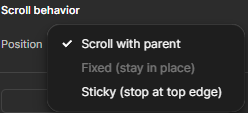 Scroll behavior
Position
Scroll with parent
Fixed (stay in place)
Sticky (stop at top edge)